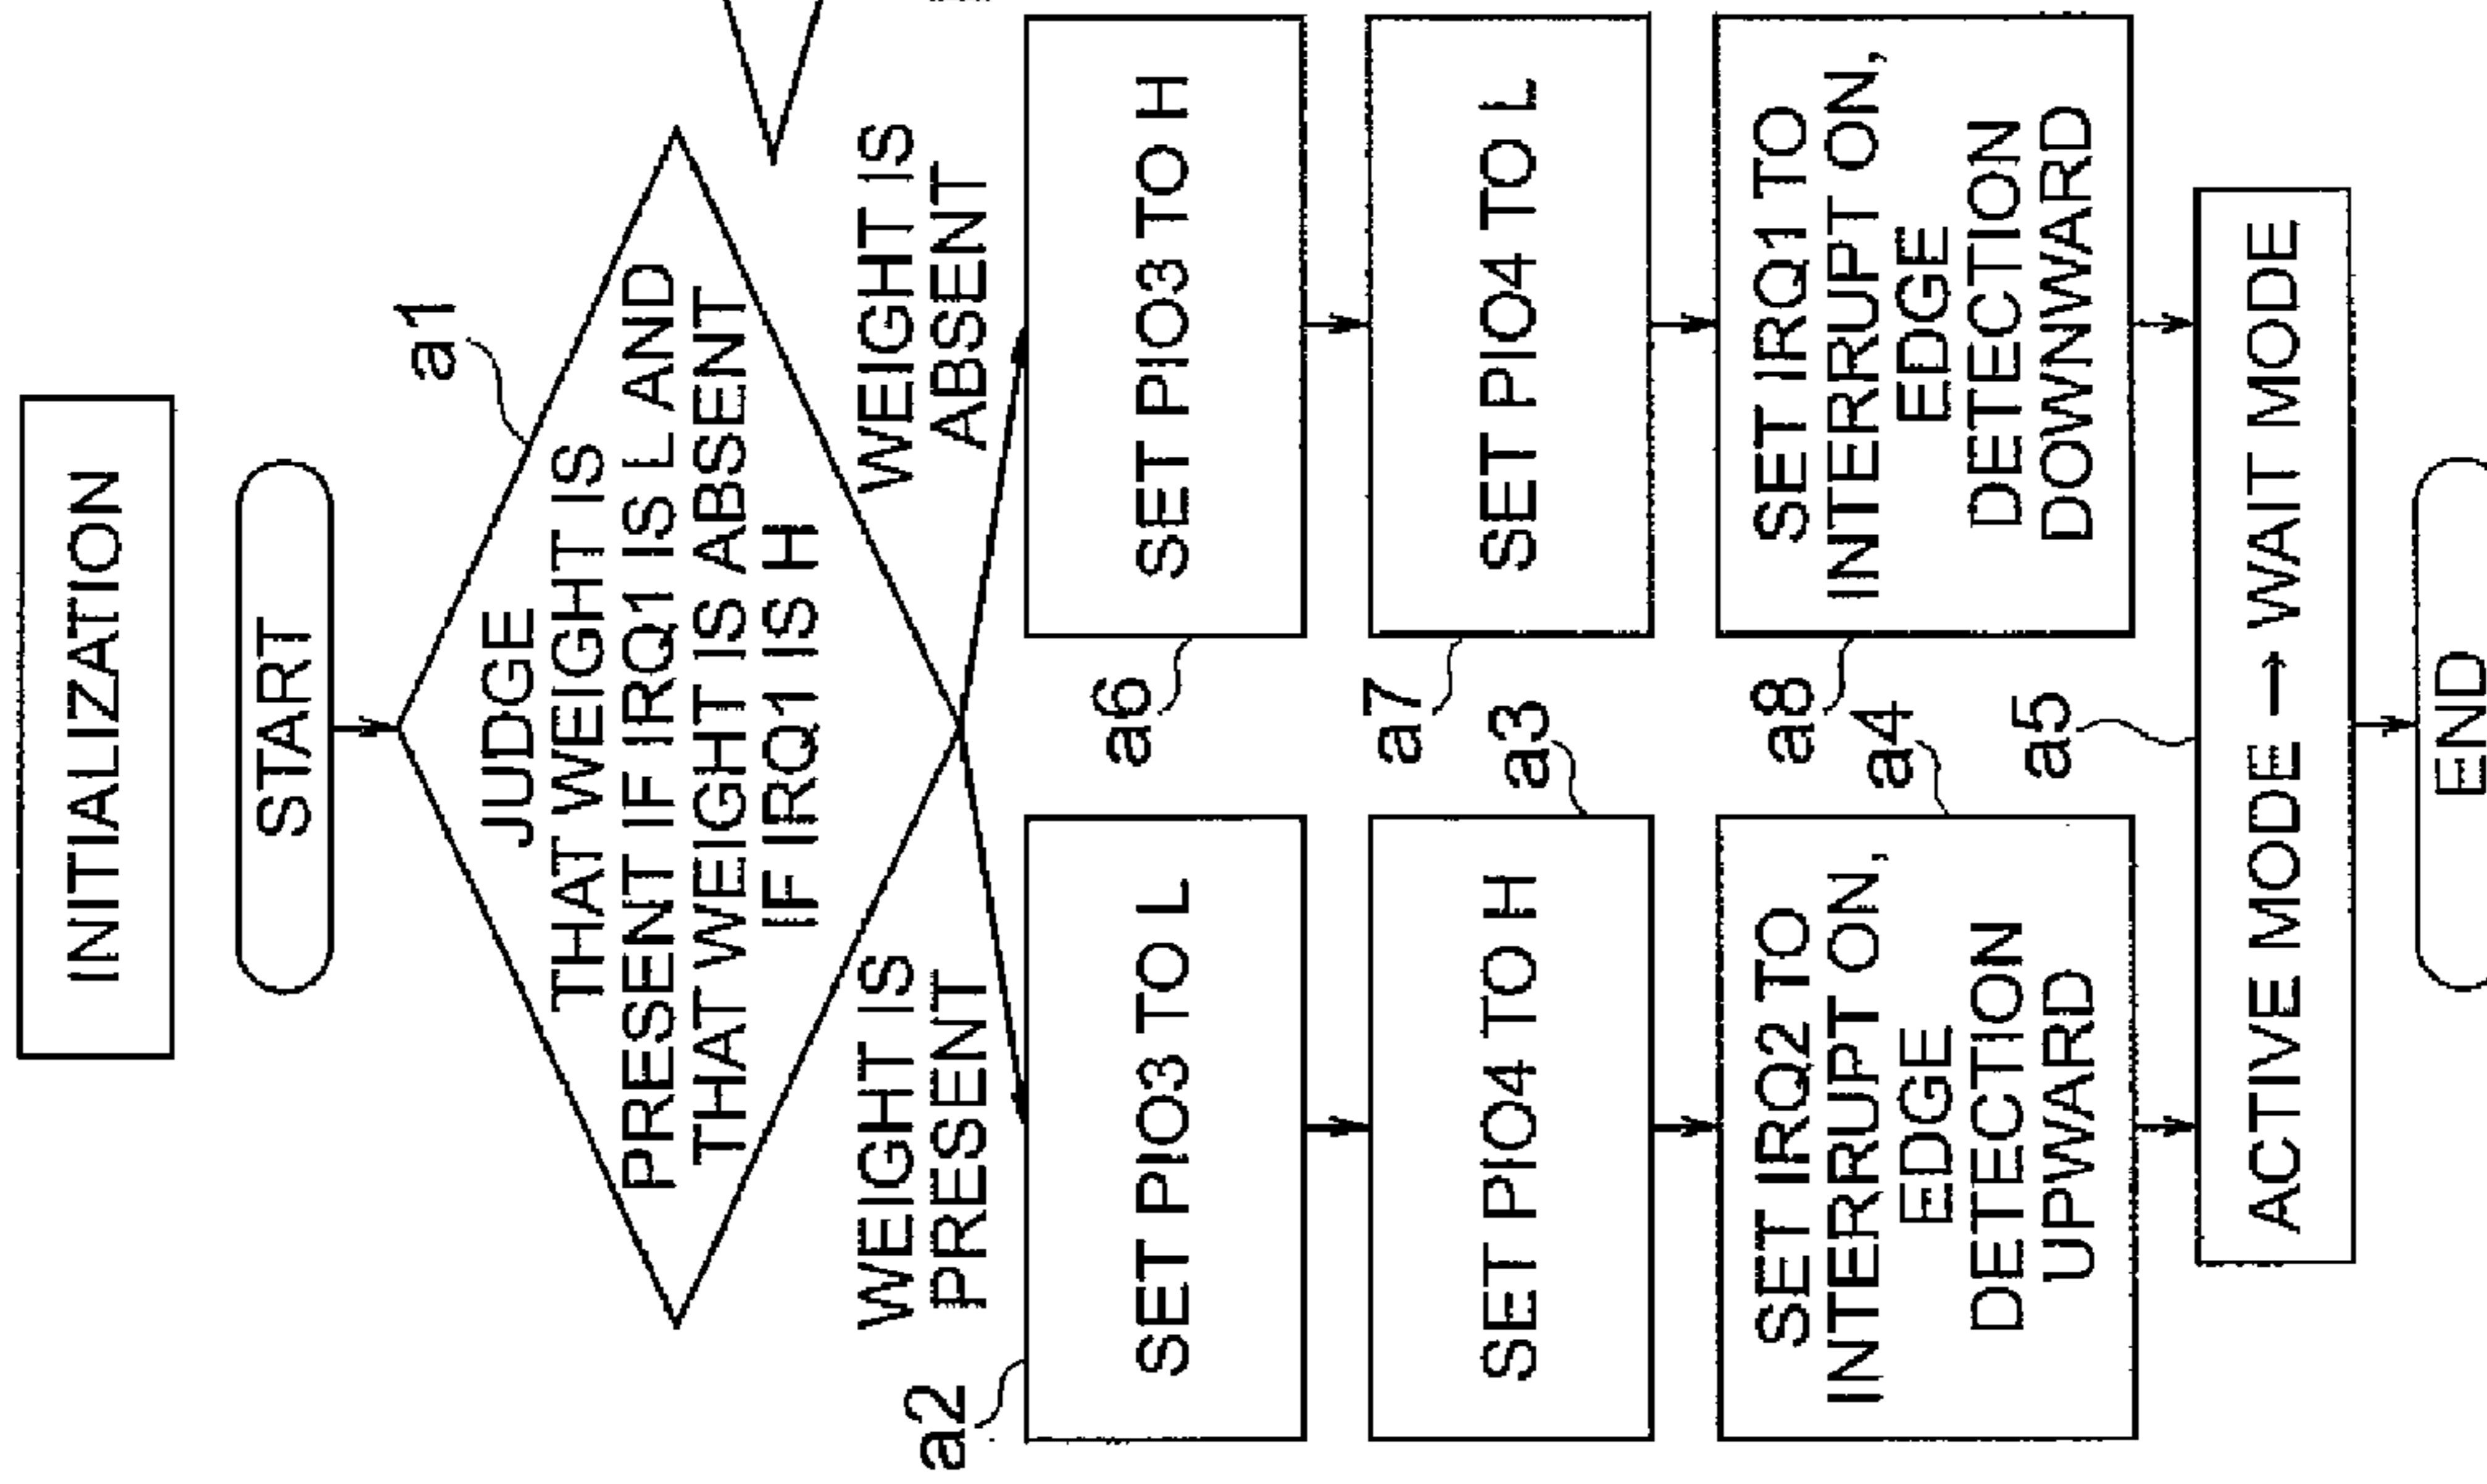 INITIALIZATION
START
a1
JUDGE
THAT WEIGHT IS
PRESENT IF IRQ1 IS L AND
THAT WEIGHT IS ABSENT
IF IRQ1 IS H
WEIGHT IS
PRESENT
WEIGHT IS
ABSENT
a2
SET PIO3 TO L
a3
SET PIO4 TO H
a4
SET IRQ2 TO
INTERRUPT ON,
EDGE
DETECTION
UPWARD
a6
SET PIO3 TO H
a7
SET PIO4 TO L
a8
SET IRQ1 TO
INTERRUPT ON,
EDGE
DETECTION
DOWNWARD
a5
ACTIVE MODE → WAIT MODE
END